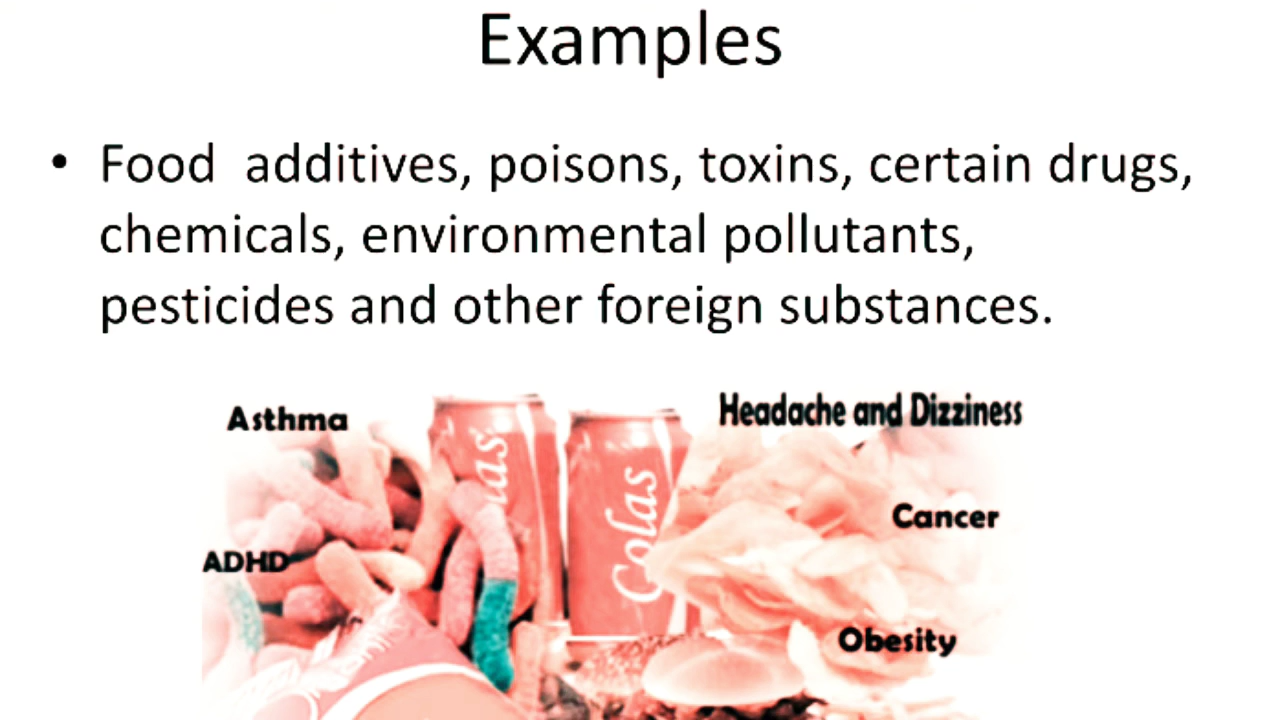 Examples
• Food additives, poisons, toxins, certain drugs,
chemicals, environmental pollutants,
pesticides and other foreign substances.
Asthma
Headache and Dizziness
las
Colas
Cancer
ADHD
Obesity